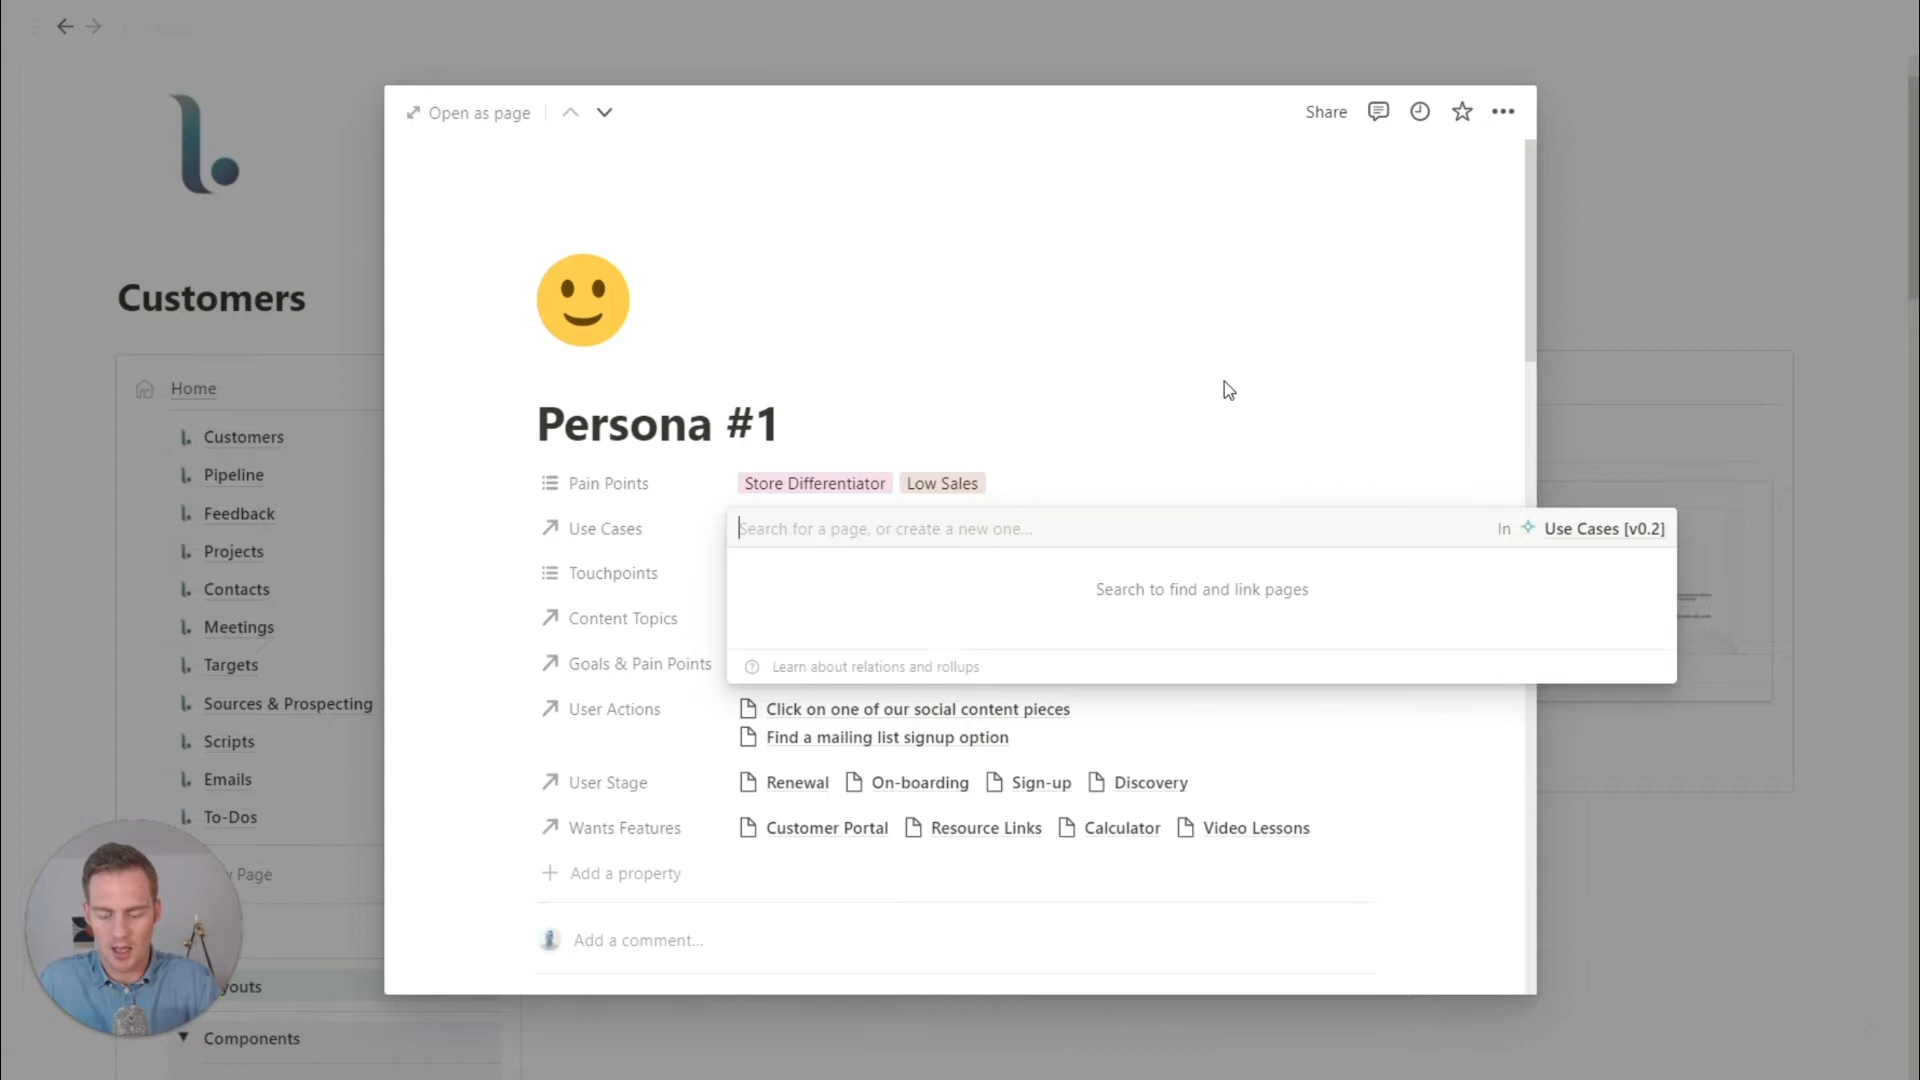 Open as page
Share
Customers
Home
Customers
Pipeline
Feedback
Projects
Contacts
Meetings
Targets
Sources & Prospecting
Scripts
Emails
To-Dos
Page
Components
Persona #1
Pain Points Store Differentiator Low Sales
Use Cases Search for a page, or create a new one... In Use Cases [v0.2]
Touchpoints Search to find and link pages
Content Topics
Goals & Pain Points Learn about relations and rollups
User Actions Click on one of our social content pieces
Find a mailing list signup option
User Stage Renewal On-boarding Sign-up Discovery
Wants Features Customer Portal Resource Links Calculator Video Lessons
Add a property
Add a comment...